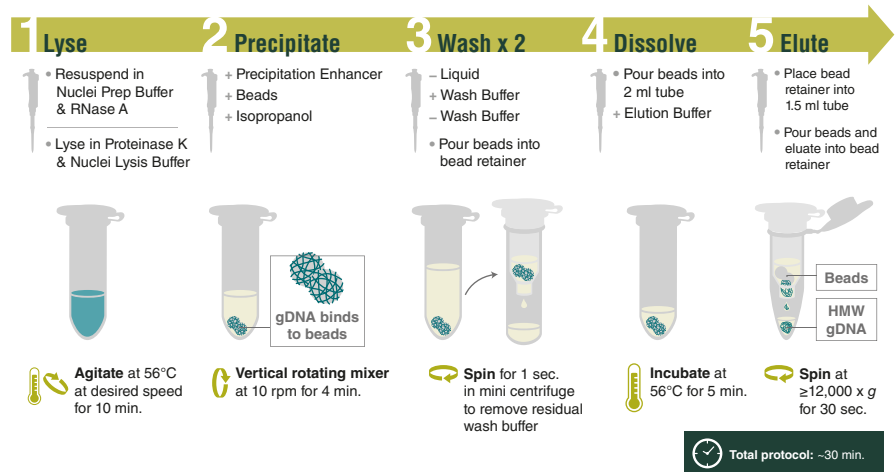 1 Lyse
• Resuspend in
Nuclei Prep Buffer
& RNase A
• Lyse in Proteinase K
& Nuclei Lysis Buffer
Agitate at 56°C
at desired speed
for 10 min.
2 Precipitate
+ Precipitation Enhancer
+ Beads
+ Isopropanol
gDNA binds
to beads
Vertical rotating mixer
at 10 rpm for 4 min.
3 Wash x 2
– Liquid
+ Wash Buffer
– Wash Buffer
• Pour beads into
bead retainer
Spin for 1 sec.
in mini centrifuge
to remove residual
wash buffer
4 Dissolve
• Pour beads into
2 ml tube
+ Elution Buffer
Incubate at
56°C for 5 min.
5 Elute
• Place bead
retainer into
1.5 ml tube
• Pour beads and
eluate into bead
retainer
Beads
HMW
gDNA
Spin at
≥12,000 x g
for 30 sec.
Total protocol: ~30 min.